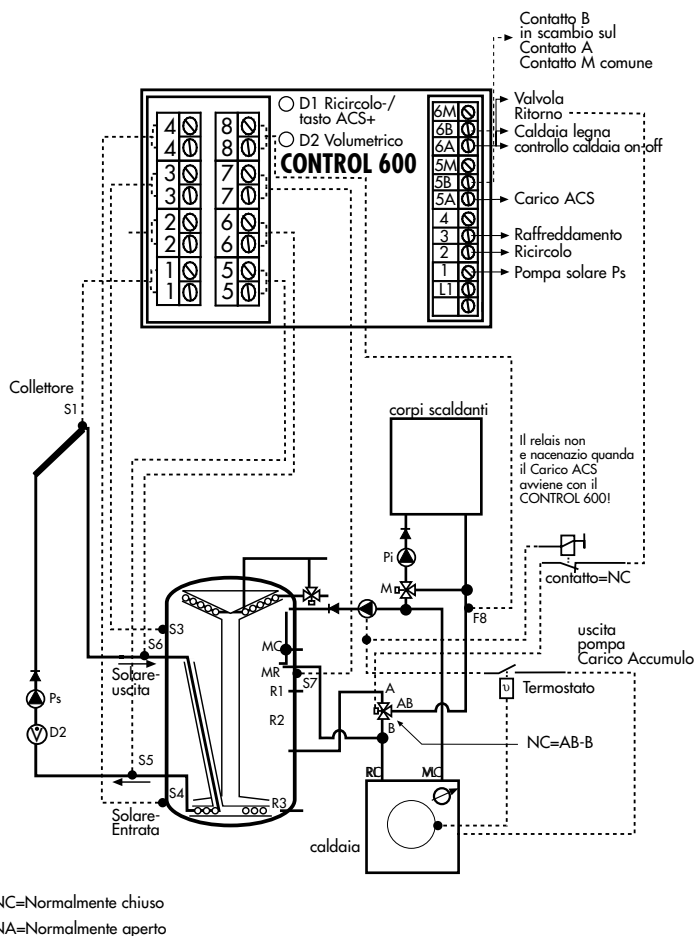 Contatto B
in scambio sul
Contatto A
Contatto M comune
D1 Ricircolo-/
tasto ACS+
D2 Volumetrico
CONTROL 600
4
4
3
3
2
2
1
1
8
8
7
7
6
6
5
5
6M
6B
6A
5M
5B
5A
4
3
2
1
L1
Valvola
Ritorno
Caldaia legna
controllo caldaia on-off
Carico ACS
Raffreddamento
Ricircolo
Pompa solare Ps
Collettore
S1
corpi scaldanti
Il relais non
e nacenazio quanda
il Carico ACS
avviene con il
CONTROL 600!
Pi
M
contatto=NC
F8
S3
S6
Solare-
uscita
MC
MR
S7
R1
R2
R3
A
AB
B
uscita
pompa
Carico Accumulo
υ
Termostato
NC=AB-B
Ps
D2
S5
S4
Solare-
Entrata
RC
MC
caldaia
NC=Normalmente chiuso
NA=Normalmente aperto